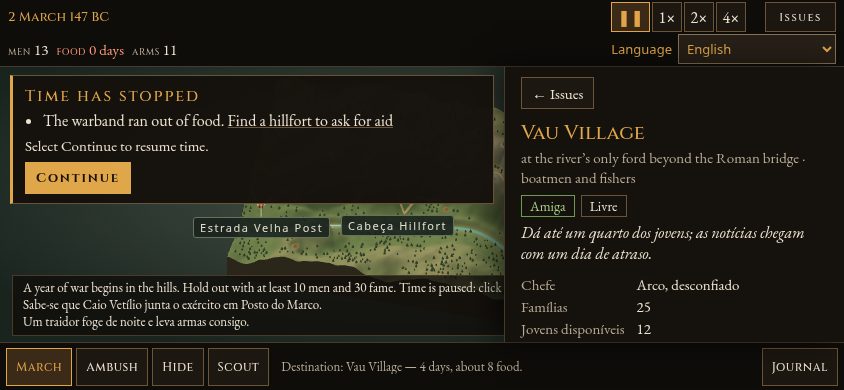 2 March 147 BC
❚❚ 1× 2× 4× Issues
MEN 13 FOOD 0 days ARMS 11
Language English
Time has stopped
• The warband ran out of food. Find a hillfort to ask for aid
Select Continue to resume time.
Continue
Estrada Velha Post
Cabeça Hillfort
A year of war begins in the hills. Hold out with at least 10 men and 30 fame. Time is paused: click
Sabe-se que Caio Vetílio junta o exército em Posto do Marco.
Um traidor foge de noite e leva armas consigo.
← Issues
Vau Village
at the river’s only ford beyond the Roman bridge ·
boatmen and fishers
Amiga Livre
Dá até um quarto dos jovens; as notícias chegam
com um dia de atraso.
Chefe Arco, desconfiado
Famílias 25
Jovens disponíveis 12
March Ambush Hide Scout
Destination: Vau Village — 4 days, about 8 food.
Journal